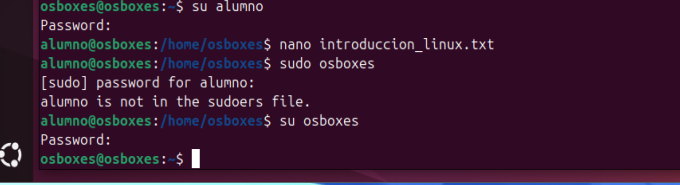 osboxes@osboxes:~$ su alumno
Password:
alumno@osboxes:/home/osboxes$ nano introduccion_linux.txt
alumno@osboxes:/home/osboxes$ sudo osboxes
[sudo] password for alumno:
alumno is not in the sudoers file.
alumno@osboxes:/home/osboxes$ su osboxes
Password:
osboxes@osboxes:~$